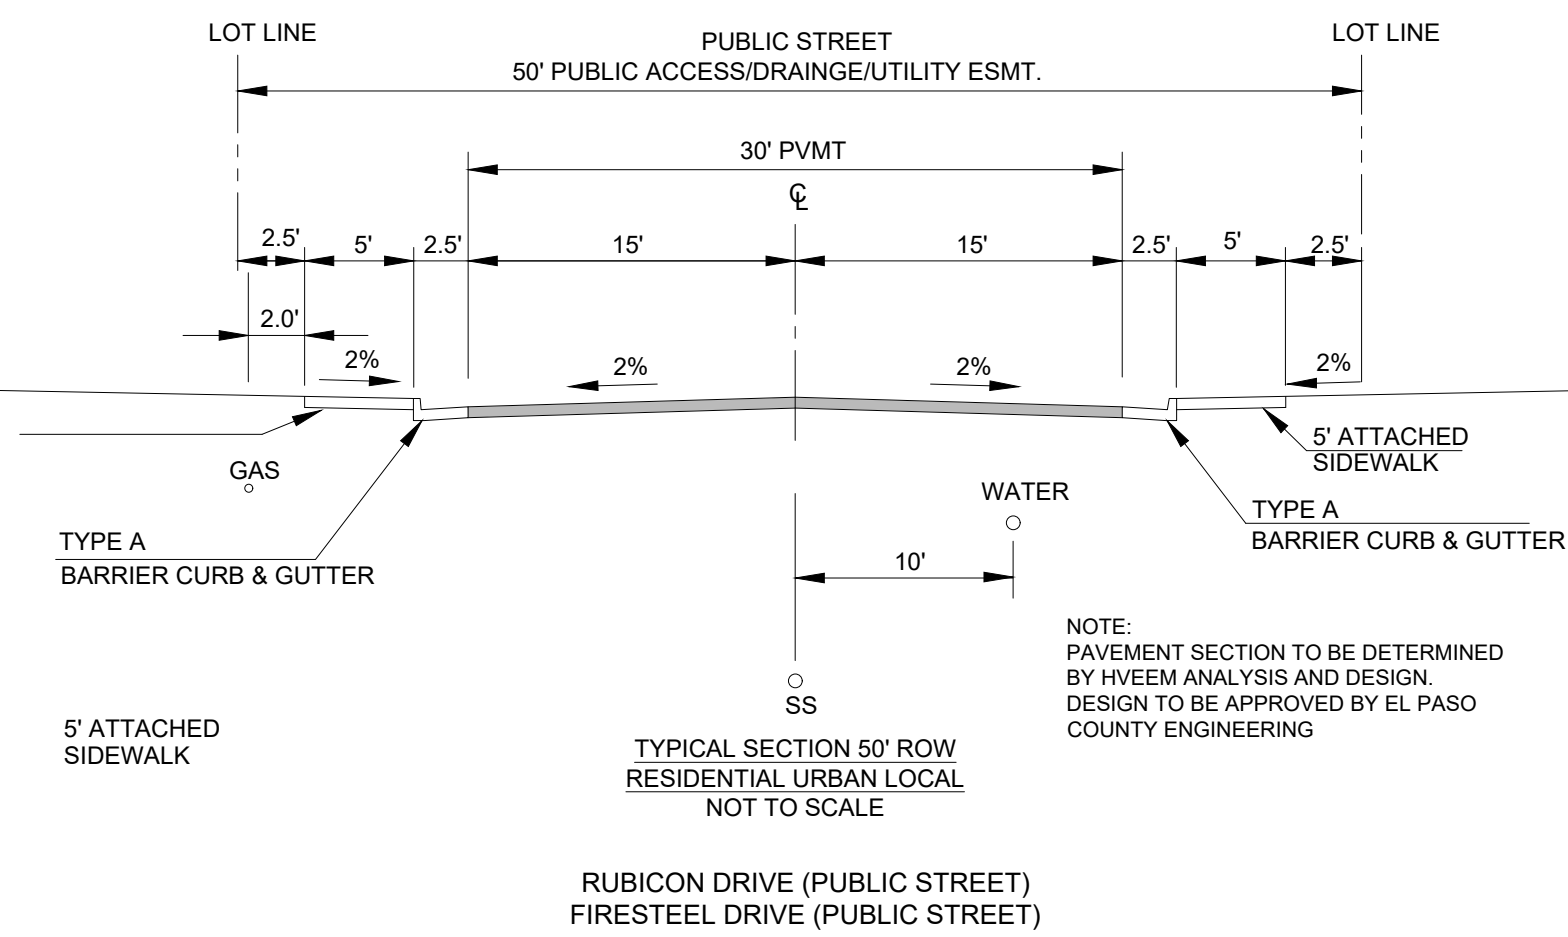 LOT LINE
PUBLIC STREET
50' PUBLIC ACCESS/DRAINGE/UTILITY ESMT.
LOT LINE
30' PVMT
℄
2.5'
5'
2.5'
15'
15'
2.5'
5'
2.5'
2.0'
2%
2%
2%
2%
GAS
5' ATTACHED
SIDEWALK
WATER
TYPE A
BARRIER CURB & GUTTER
TYPE A
BARRIER CURB & GUTTER
10'
NOTE:
PAVEMENT SECTION TO BE DETERMINED
BY HVEEM ANALYSIS AND DESIGN.
DESIGN TO BE APPROVED BY EL PASO
COUNTY ENGINEERING
SS
5' ATTACHED
SIDEWALK
TYPICAL SECTION 50' ROW
RESIDENTIAL URBAN LOCAL
NOT TO SCALE
RUBICON DRIVE (PUBLIC STREET)
FIRESTEEL DRIVE (PUBLIC STREET)